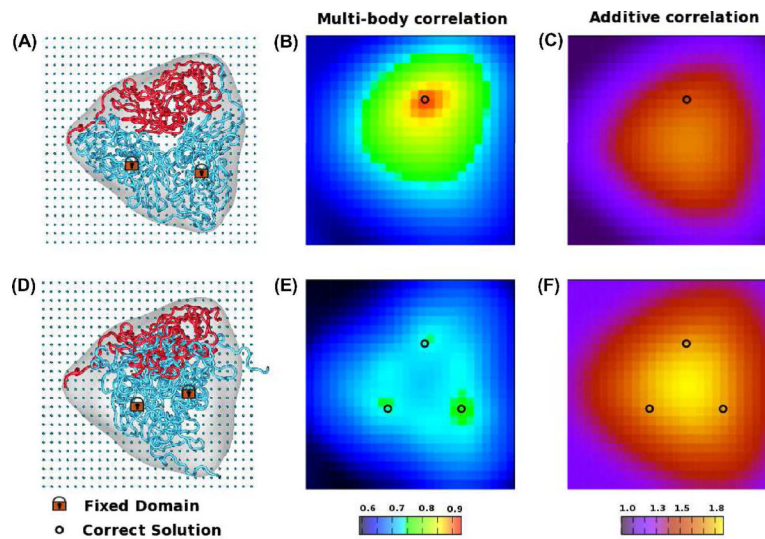 Multi-body correlation
Additive correlation
(A)
(B)
(C)
(D)
(E)
(F)
Fixed Domain
Correct Solution
0.6 0.7 0.8 0.9
1.0 1.3 1.5 1.8